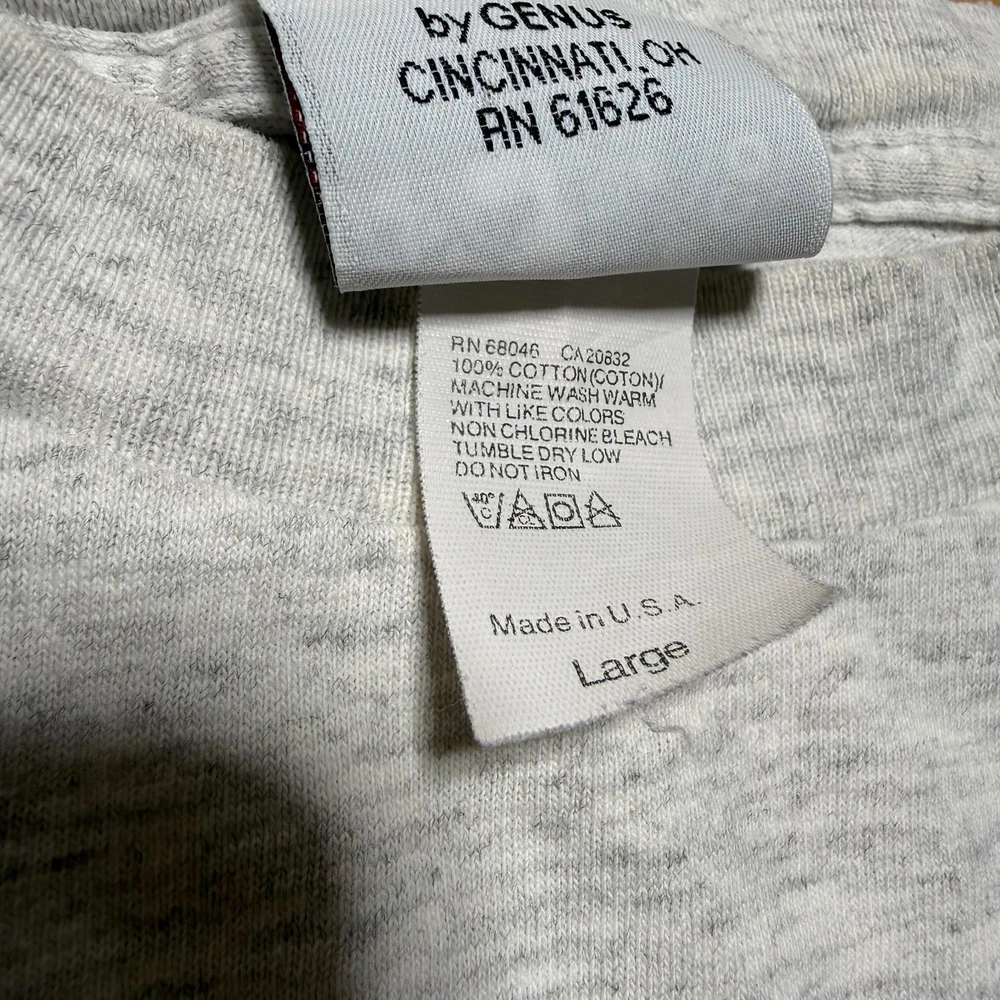 by GENUS
CINCINNATI, OH
RN 61626
RN 68046 CA 20832
100% COTTON (COTON)/
MACHINE WASH WARM
WITH LIKE COLORS
NON CHLORINE BLEACH
TUMBLE DRY LOW
DO NOT IRON
Made in U.S.A.
Large